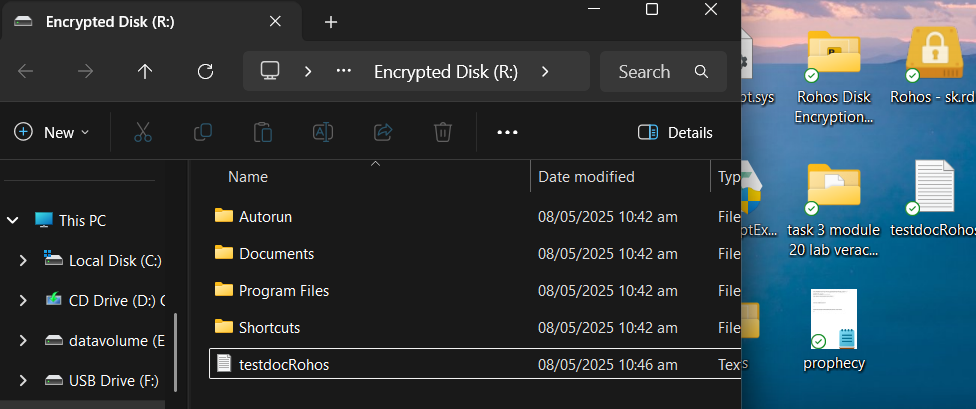 Encrypted Disk (R:)
Encrypted Disk (R:)
Search
New
Details
Name
Date modified
Typ
This PC
Local Disk (C:)
CD Drive (D:) C
datavolume (E
USB Drive (F:)
Autorun
08/05/2025 10:42 am
File
Documents
08/05/2025 10:42 am
File
Program Files
08/05/2025 10:42 am
File
Shortcuts
08/05/2025 10:42 am
File
testdocRohos
08/05/2025 10:46 am
Text
pt.sys
Rohos Disk
Encryption...
Rohos - sk.rd
ptEx...
task 3 module
20 lab verac...
testdocRohos
s
prophecy